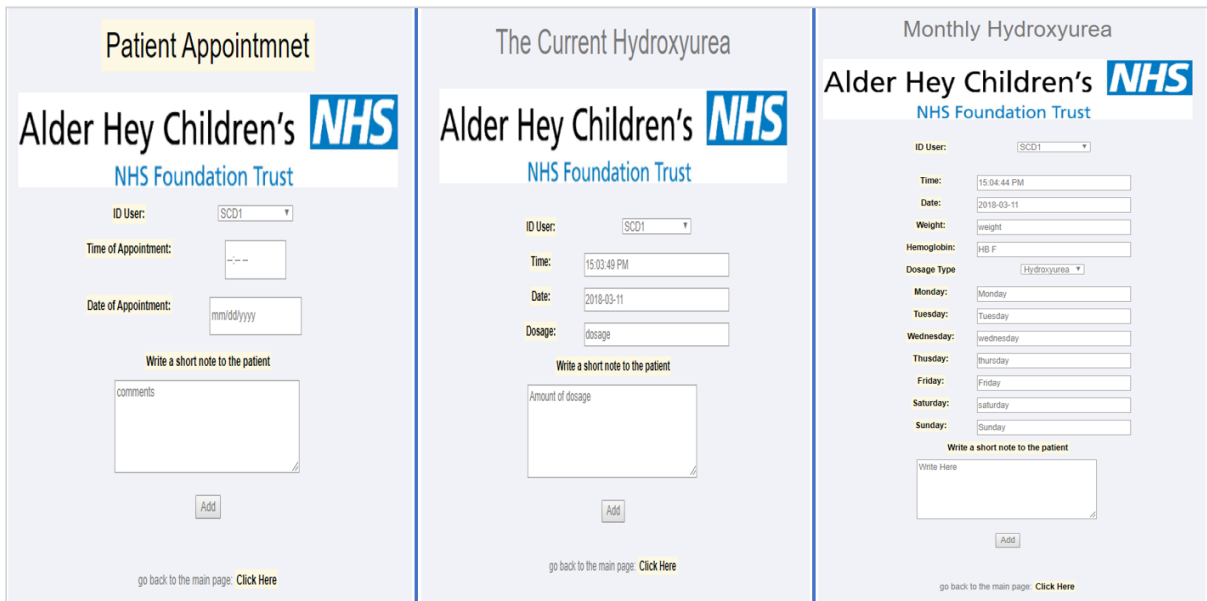 Patient Appointmnet
Alder Hey Children's NHS
NHS Foundation Trust
ID User: SCD1
Time of Appointment: --:-- --
Date of Appointment: mm/dd/yyyy
Write a short note to the patient
comments
Add
go back to the main page: Click Here
The Current Hydroxyurea
Alder Hey Children's NHS
NHS Foundation Trust
ID User: SCD1
Time: 15:03:49 PM
Date: 2018-03-11
Dosage: dosage
Write a short note to the patient
Amount of dosage
Add
go back to the main page: Click Here
Monthly Hydroxyurea
Alder Hey Children's NHS
NHS Foundation Trust
ID User: SCD1
Time: 15:04:44 PM
Date: 2018-03-11
Weight: weight
Hemoglobin: HB F
Dosage Type Hydroxyurea
Monday: Monday
Tuesday: Tuesday
Wednesday: wednesday
Thusday: thursday
Friday: Friday
Saturday: saturday
Sunday: Sunday
Write a short note to the patient
Write Here
Add
go back to the main page: Click Here